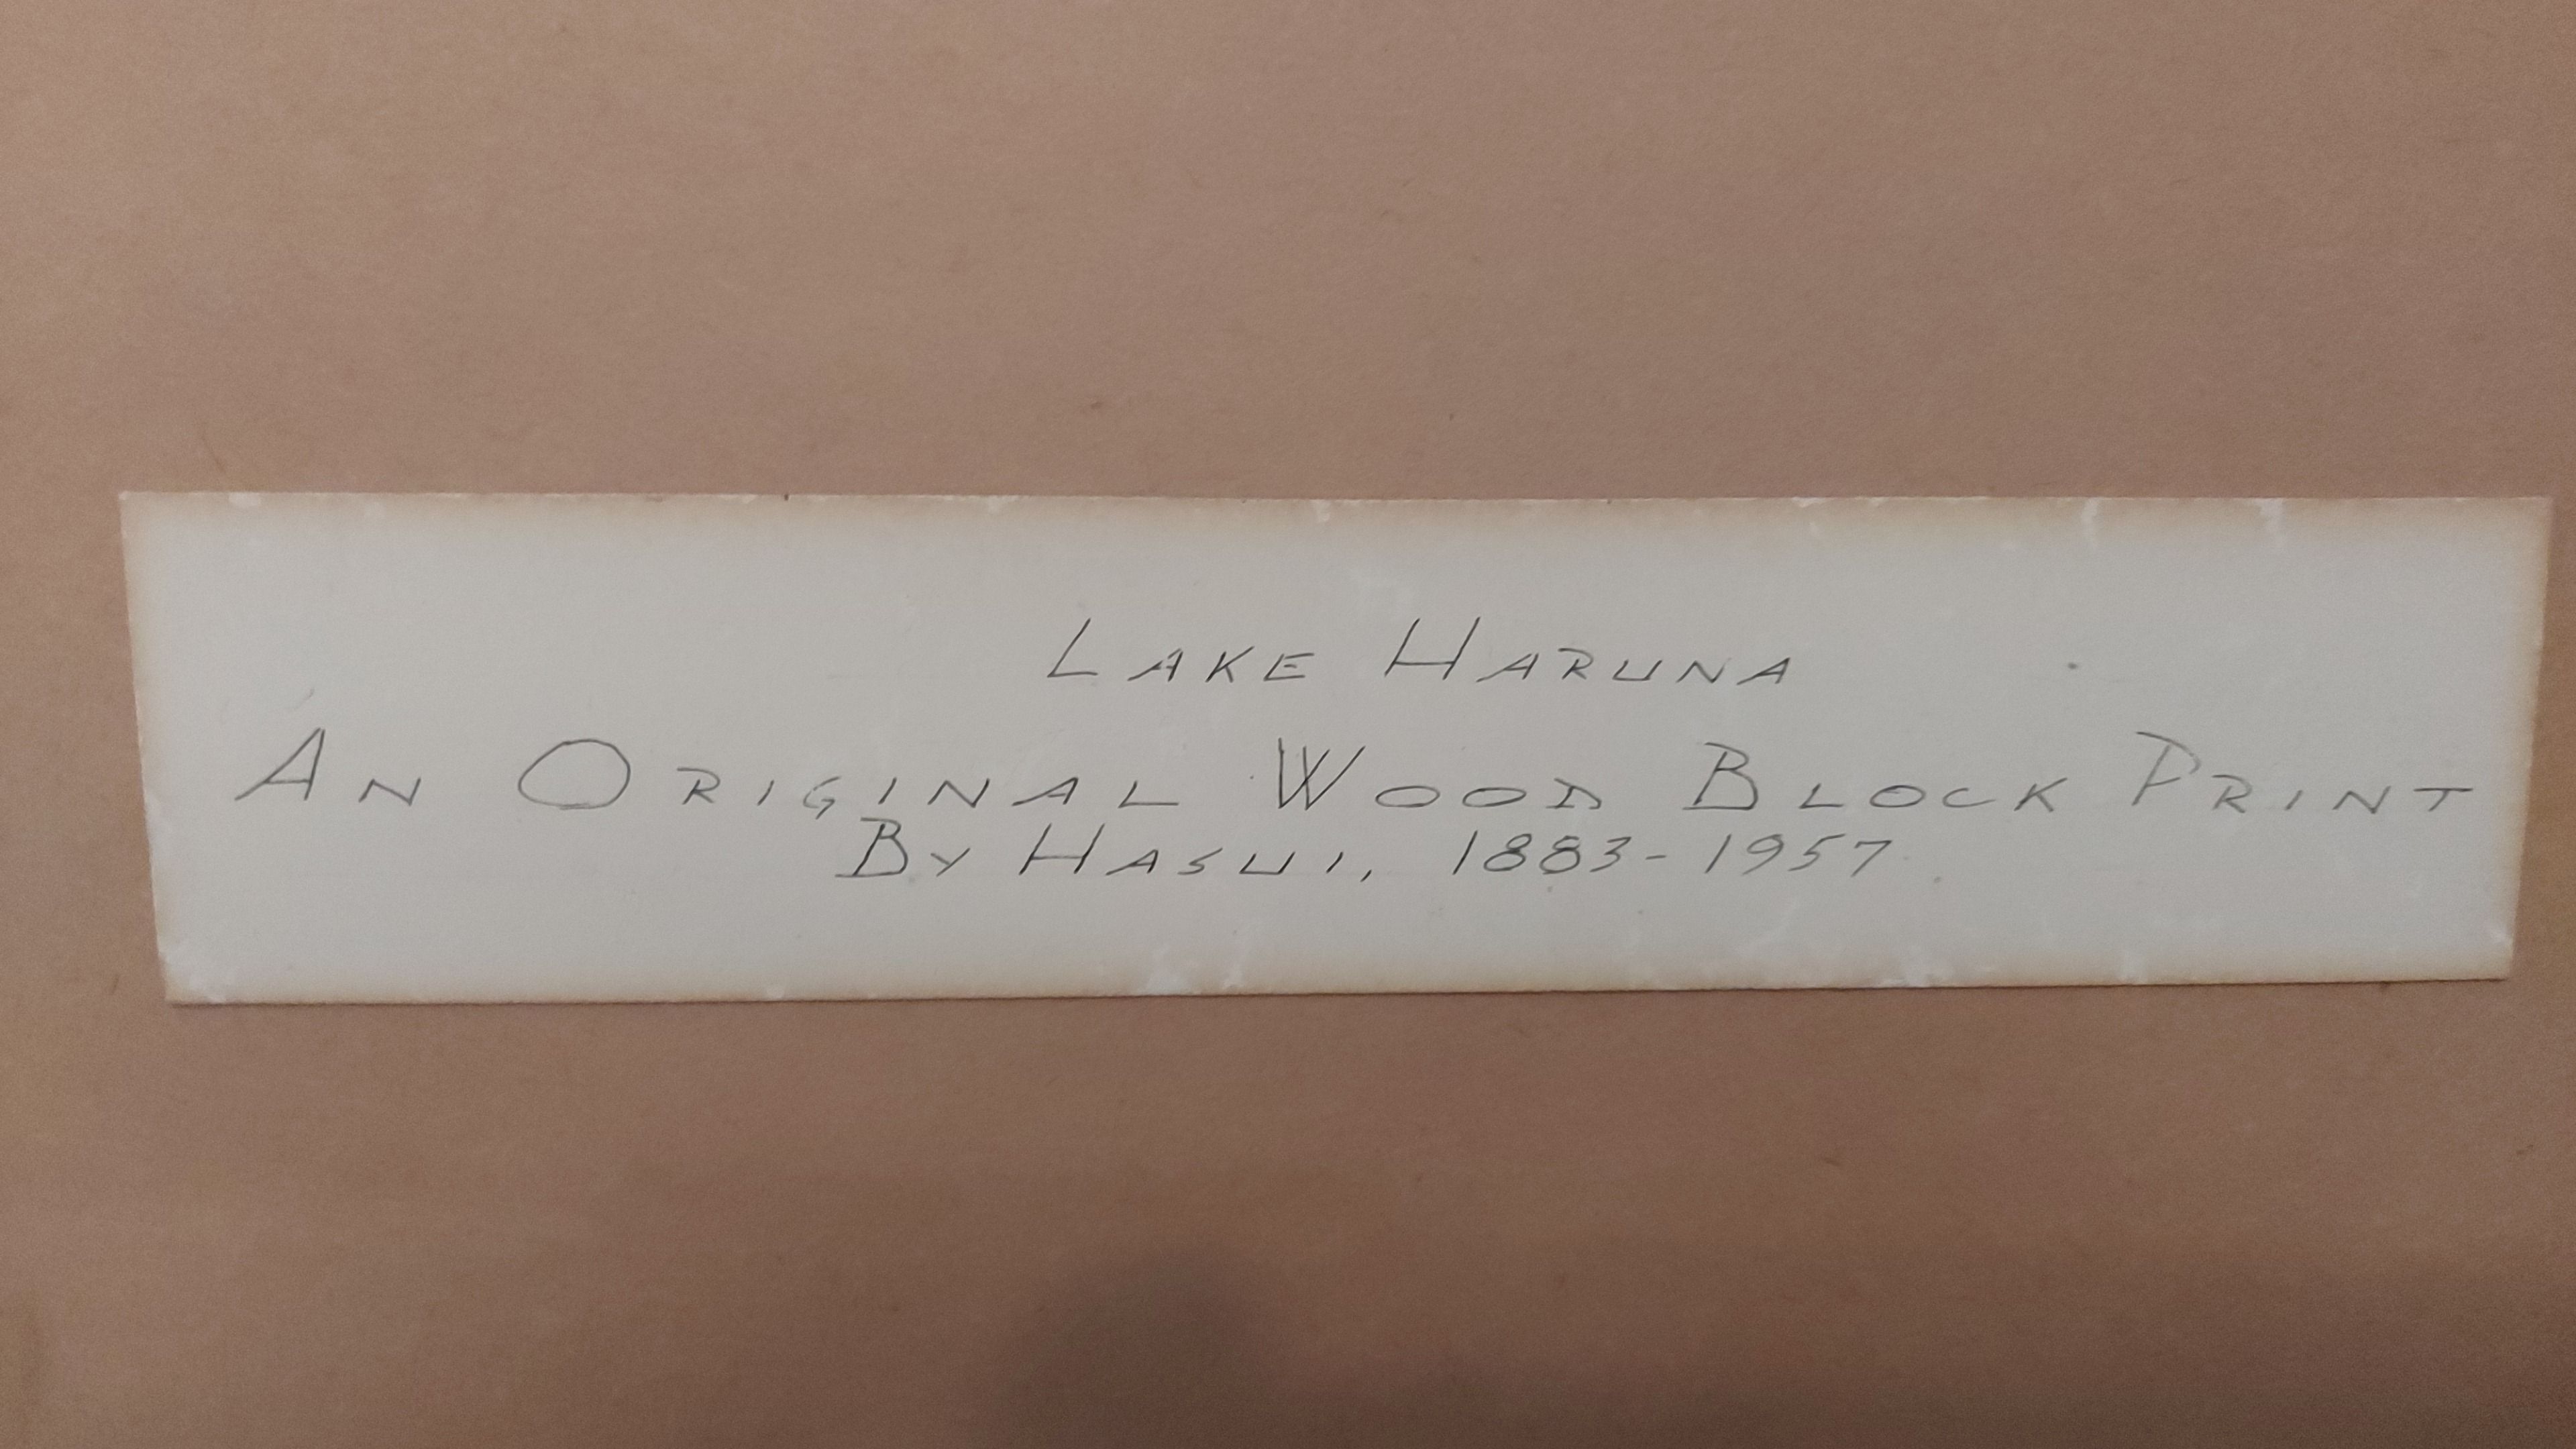 Lake Haruna
An Original Wood Block Print
By Hasui, 1883-1957